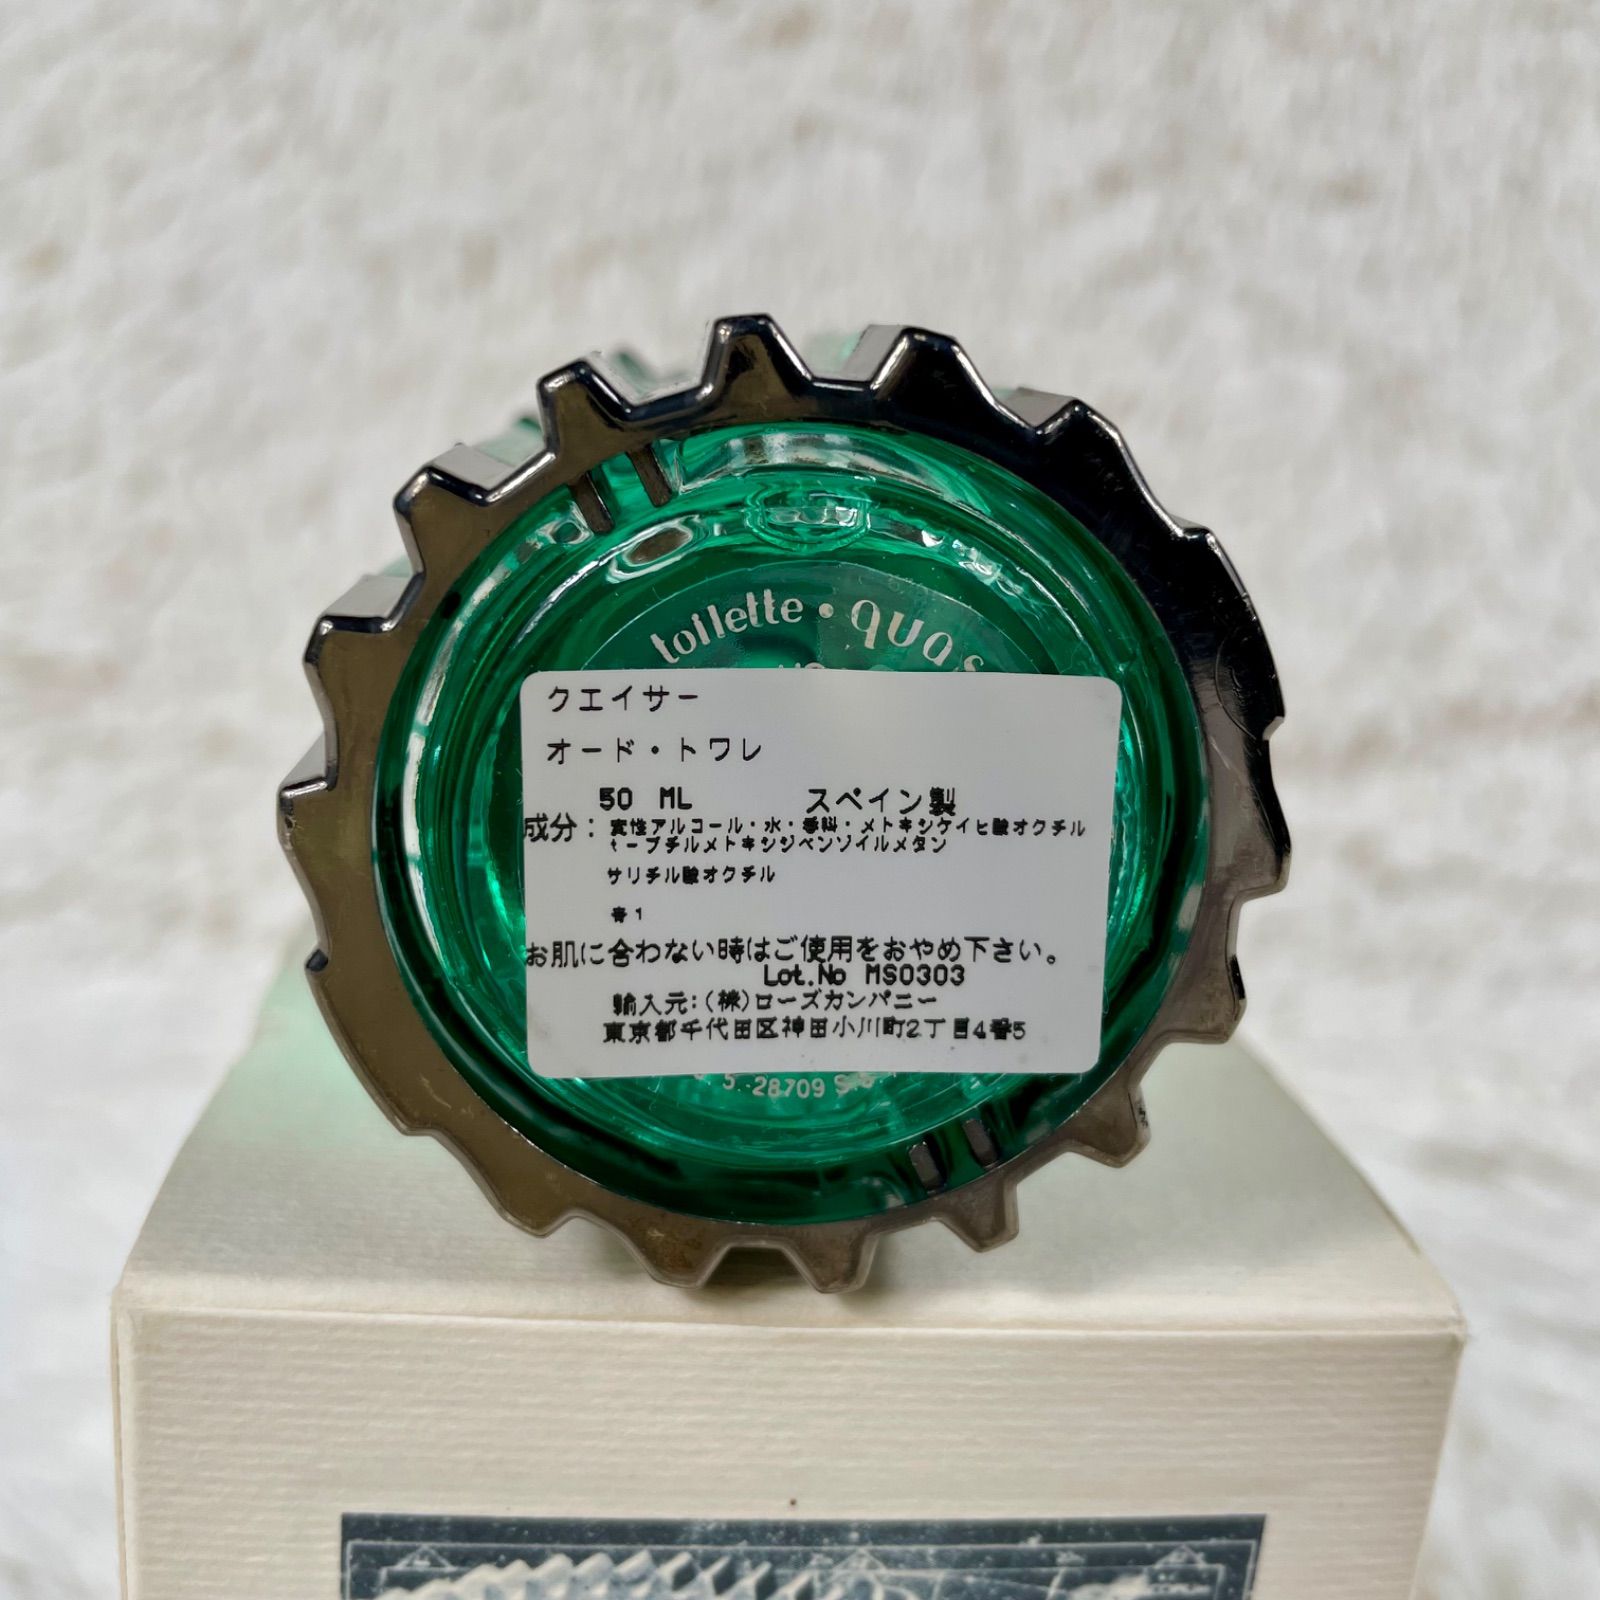 toilette • quas
クエイサー
オード・トワレ
50 ML スペイン製
成分：変性アルコール・水・香料・メトキシケイヒ酸オクチル
t-ブチルメトキシジベンゾイルメタン
サリチル酸オクチル
青1
お肌に合わない時はご使用をおやめ下さい。
Lot.No MS0303
輸入元：(株)ローズカンパニー
東京都千代田区神田小川町2丁目4番5
28709